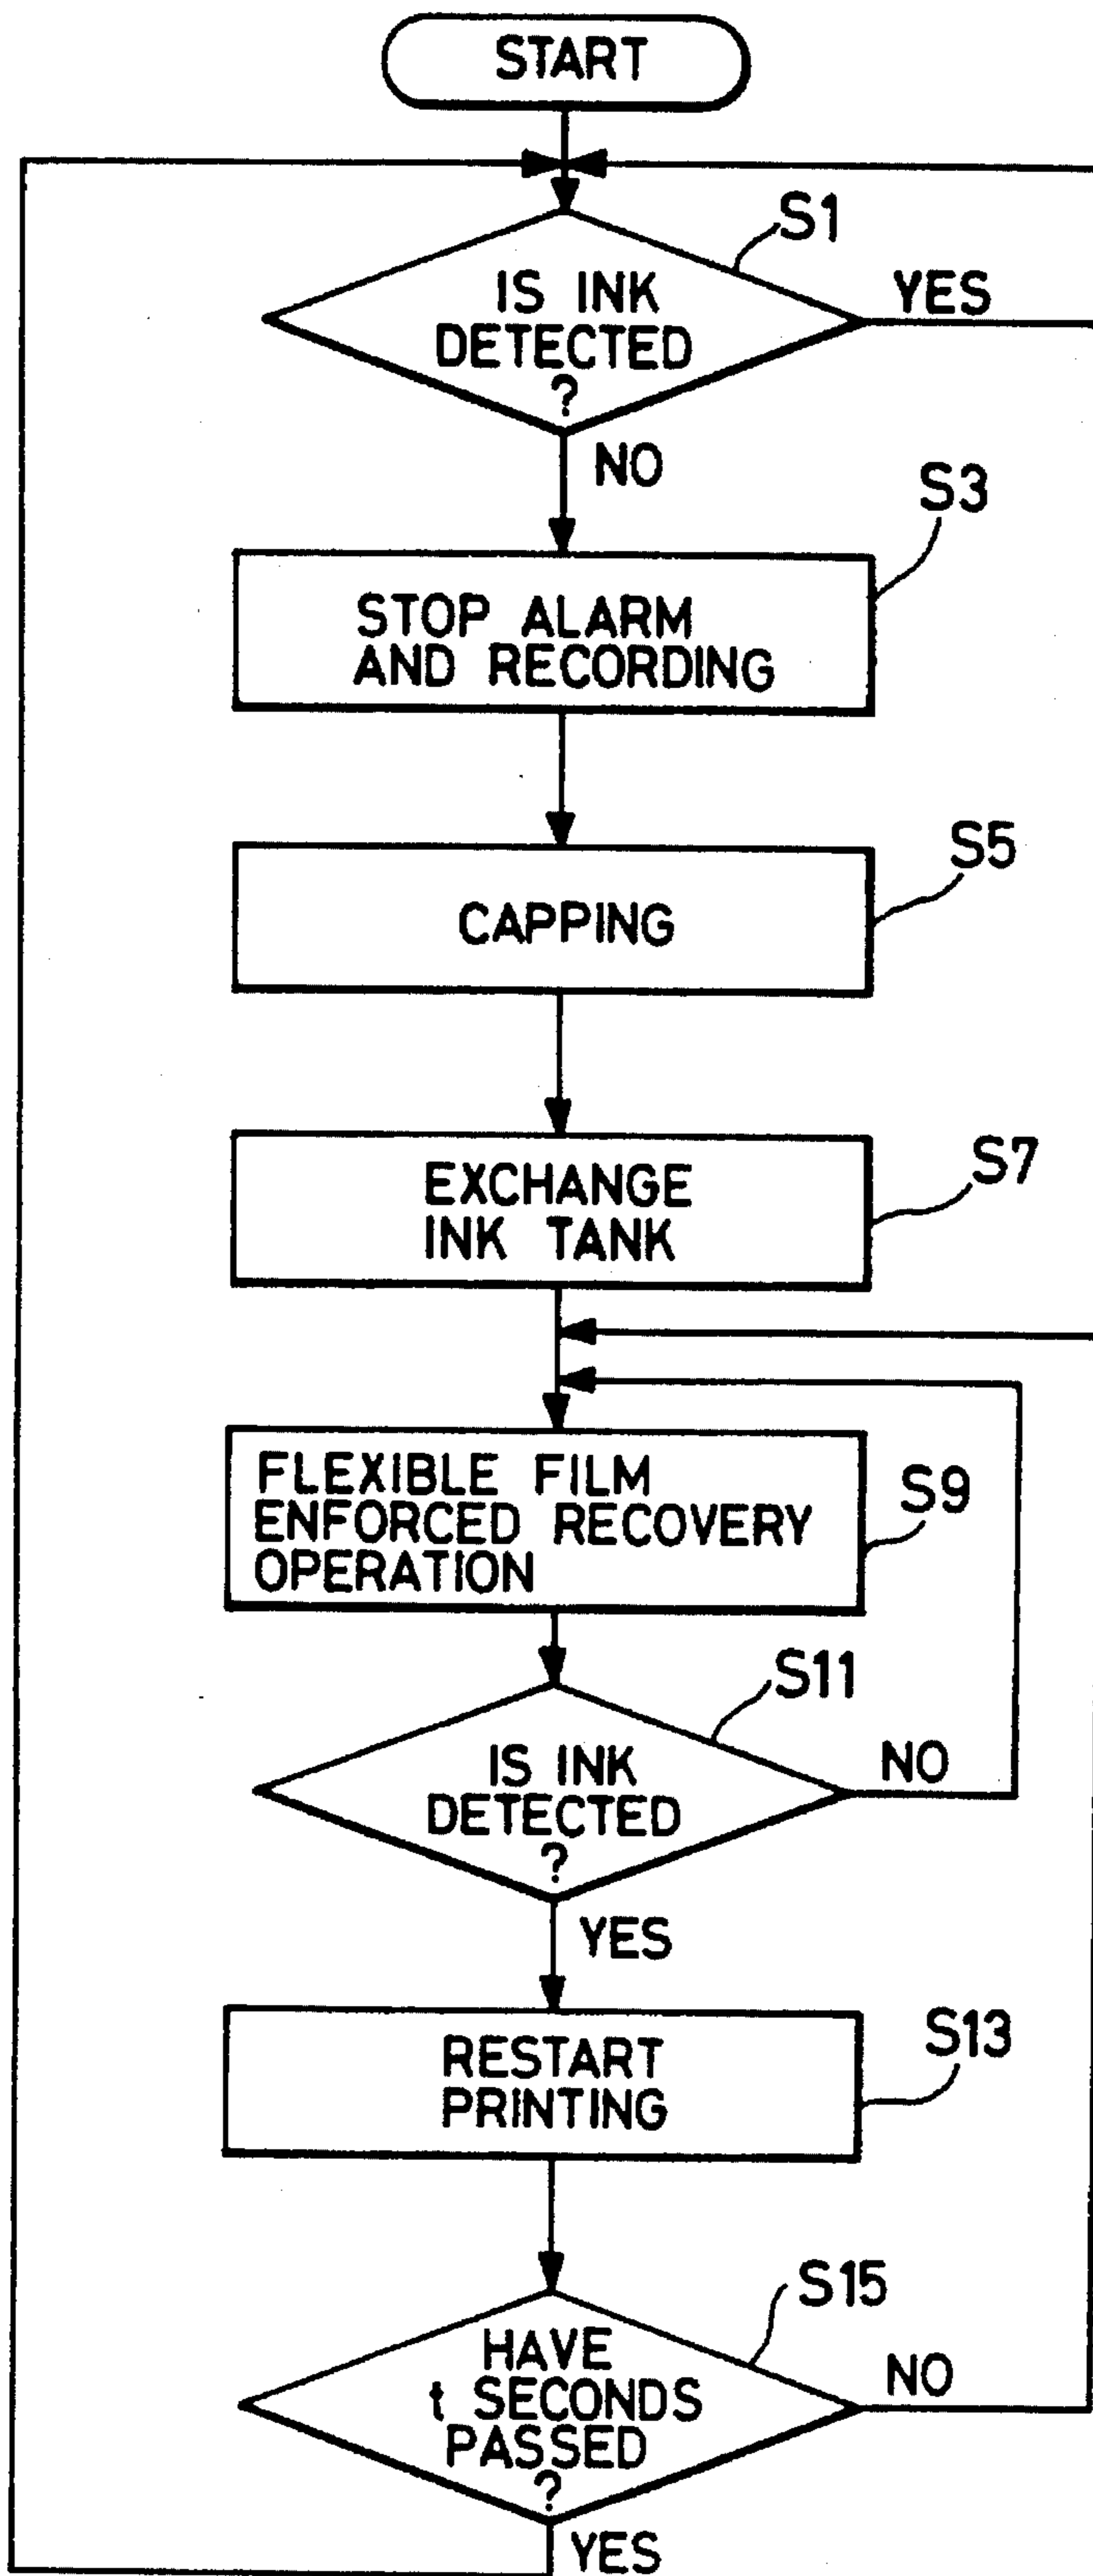 START
S1
IS INK
DETECTED
?
YES
NO
S3
STOP ALARM
AND RECORDING
S5
CAPPING
S7
EXCHANGE
INK TANK
S9
FLEXIBLE FILM
ENFORCED RECOVERY
OPERATION
S11
IS INK
DETECTED
?
NO
YES
S13
RESTART
PRINTING
S15
HAVE
t SECONDS
PASSED
?
NO
YES